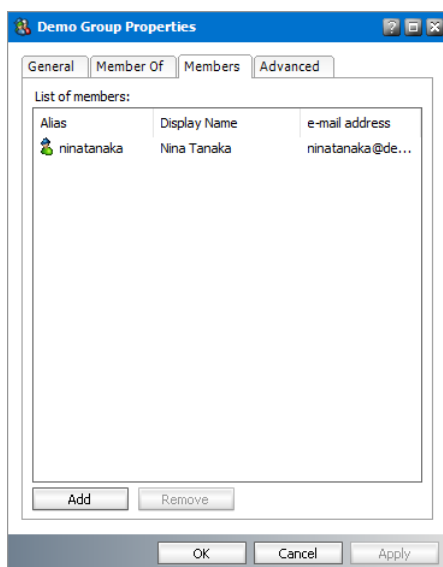 Demo Group Properties
General Member Of Members Advanced
List of members:
Alias Display Name e-mail address
ninatanaka Nina Tanaka ninatanaka@de...
Add Remove
OK Cancel Apply